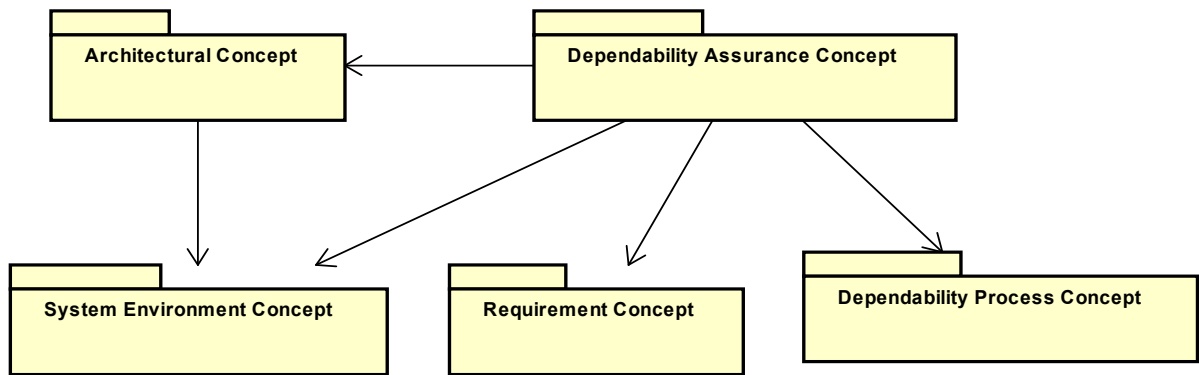 Architectural Concept
Dependability Assurance Concept
System Environment Concept
Requirement Concept
Dependability Process Concept